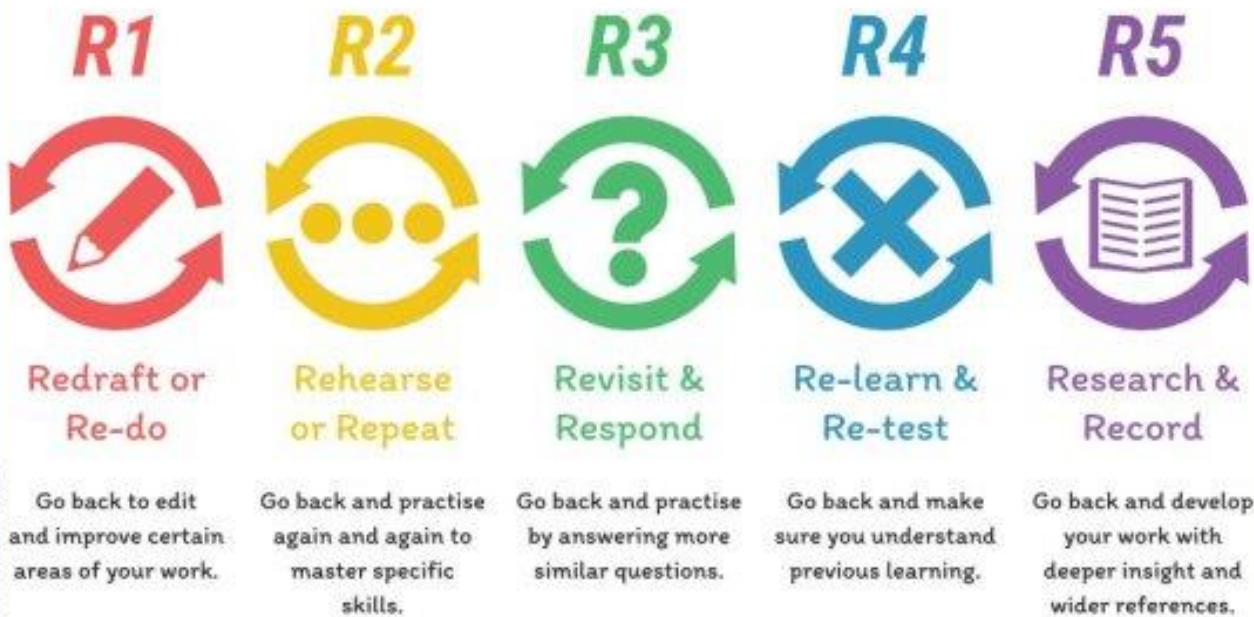 R1
Redraft or
Re-do
Go back to edit
and improve certain
areas of your work.
R2
Rehearse
or Repeat
Go back and practise
again and again to
master specific
skills.
R3
Revisit &
Respond
Go back and practise
by answering more
similar questions.
R4
Re-learn &
Re-test
Go back and make
sure you understand
previous learning.
R5
Research &
Record
Go back and develop
your work with
deeper insight and
wider references.